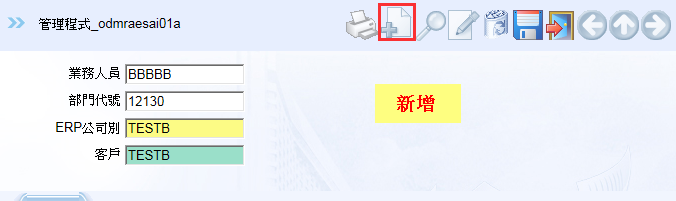 管理程式_odmraesai01a
業務人員 BBBBB
部門代號 12130
ERP公司別 TESTB
客戶 TESTB
新增